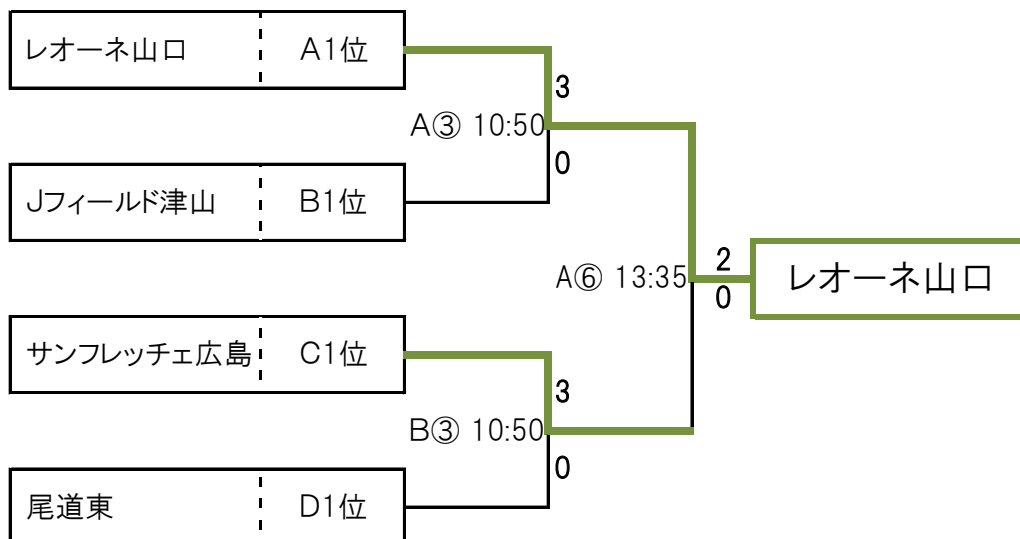 レオーネ山口 A1位
3
A③ 10:50
0
Jフィールド津山 B1位
A⑥ 13:35
2
0
レオーネ山口
サンフレッチェ広島 C1位
3
B③ 10:50
0
尾道東 D1位